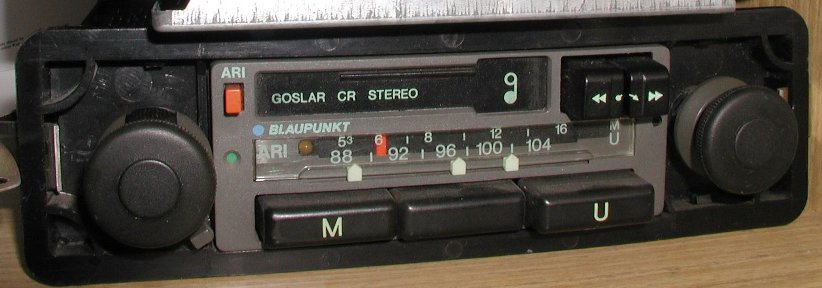 ARI
GOSLAR CR STEREO
BLAUPUNKT
ARI
5³ 6 8 12 16 M
88 92 96 100 104 U
M U